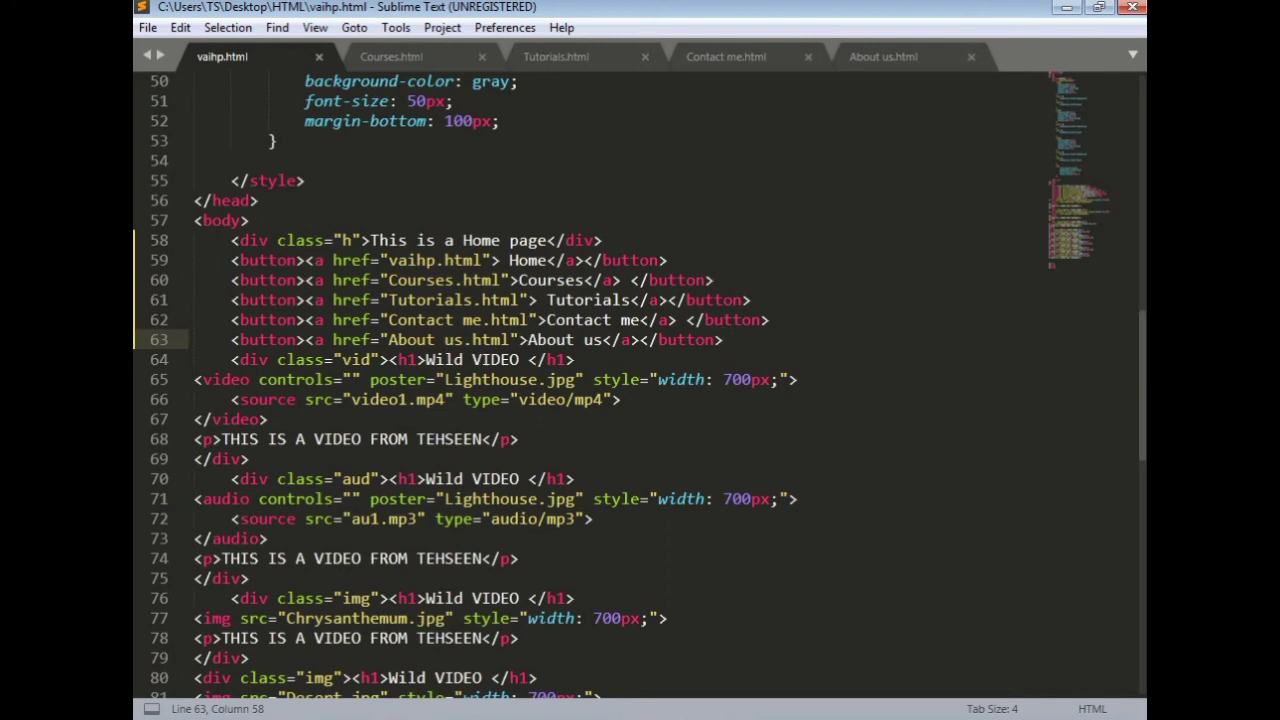 C:\Users\TS\Desktop\HTML\vaihp.html - Sublime Text (UNREGISTERED)
File Edit Selection Find View Goto Tools Project Preferences Help
vaihp.html Courses.html Tutorials.html Contact me.html About us.html
50 background-color: gray;
51 font-size: 50px;
52 margin-bottom: 100px;
53 }
54
55 </style>
56 </head>
57 <body>
58 <div class="h">This is a Home page</div>
59 <button><a href="vaihp.html"> Home</a></button>
60 <button><a href="Courses.html">Courses</a> </button>
61 <button><a href="Tutorials.html"> Tutorials</a></button>
62 <button><a href="Contact me.html">Contact me</a> </button>
63 <button><a href="About us.html">About us</a></button>
64 <div class="vid"><h1>Wild VIDEO </h1>
65 <video controls="" poster="Lighthouse.jpg" style="width: 700px;">
66 <source src="video1.mp4" type="video/mp4">
67 </video>
68 <p>THIS IS A VIDEO FROM TEHSEEN</p>
69 </div>
70 <div class="aud"><h1>Wild VIDEO </h1>
71 <audio controls="" poster="Lighthouse.jpg" style="width: 700px;">
72 <source src="au1.mp3" type="audio/mp3">
73 </audio>
74 <p>THIS IS A VIDEO FROM TEHSEEN</p>
75 </div>
76 <div class="img"><h1>Wild VIDEO </h1>
77 <img src="Chrysanthemum.jpg" style="width: 700px;">
78 <p>THIS IS A VIDEO FROM TEHSEEN</p>
79 </div>
80 <div class="img"><h1>Wild VIDEO </h1>
81 <img src="Desert.jpg" style="width: 700px;">
Line 63, Column 58 Tab Size: 4 HTML